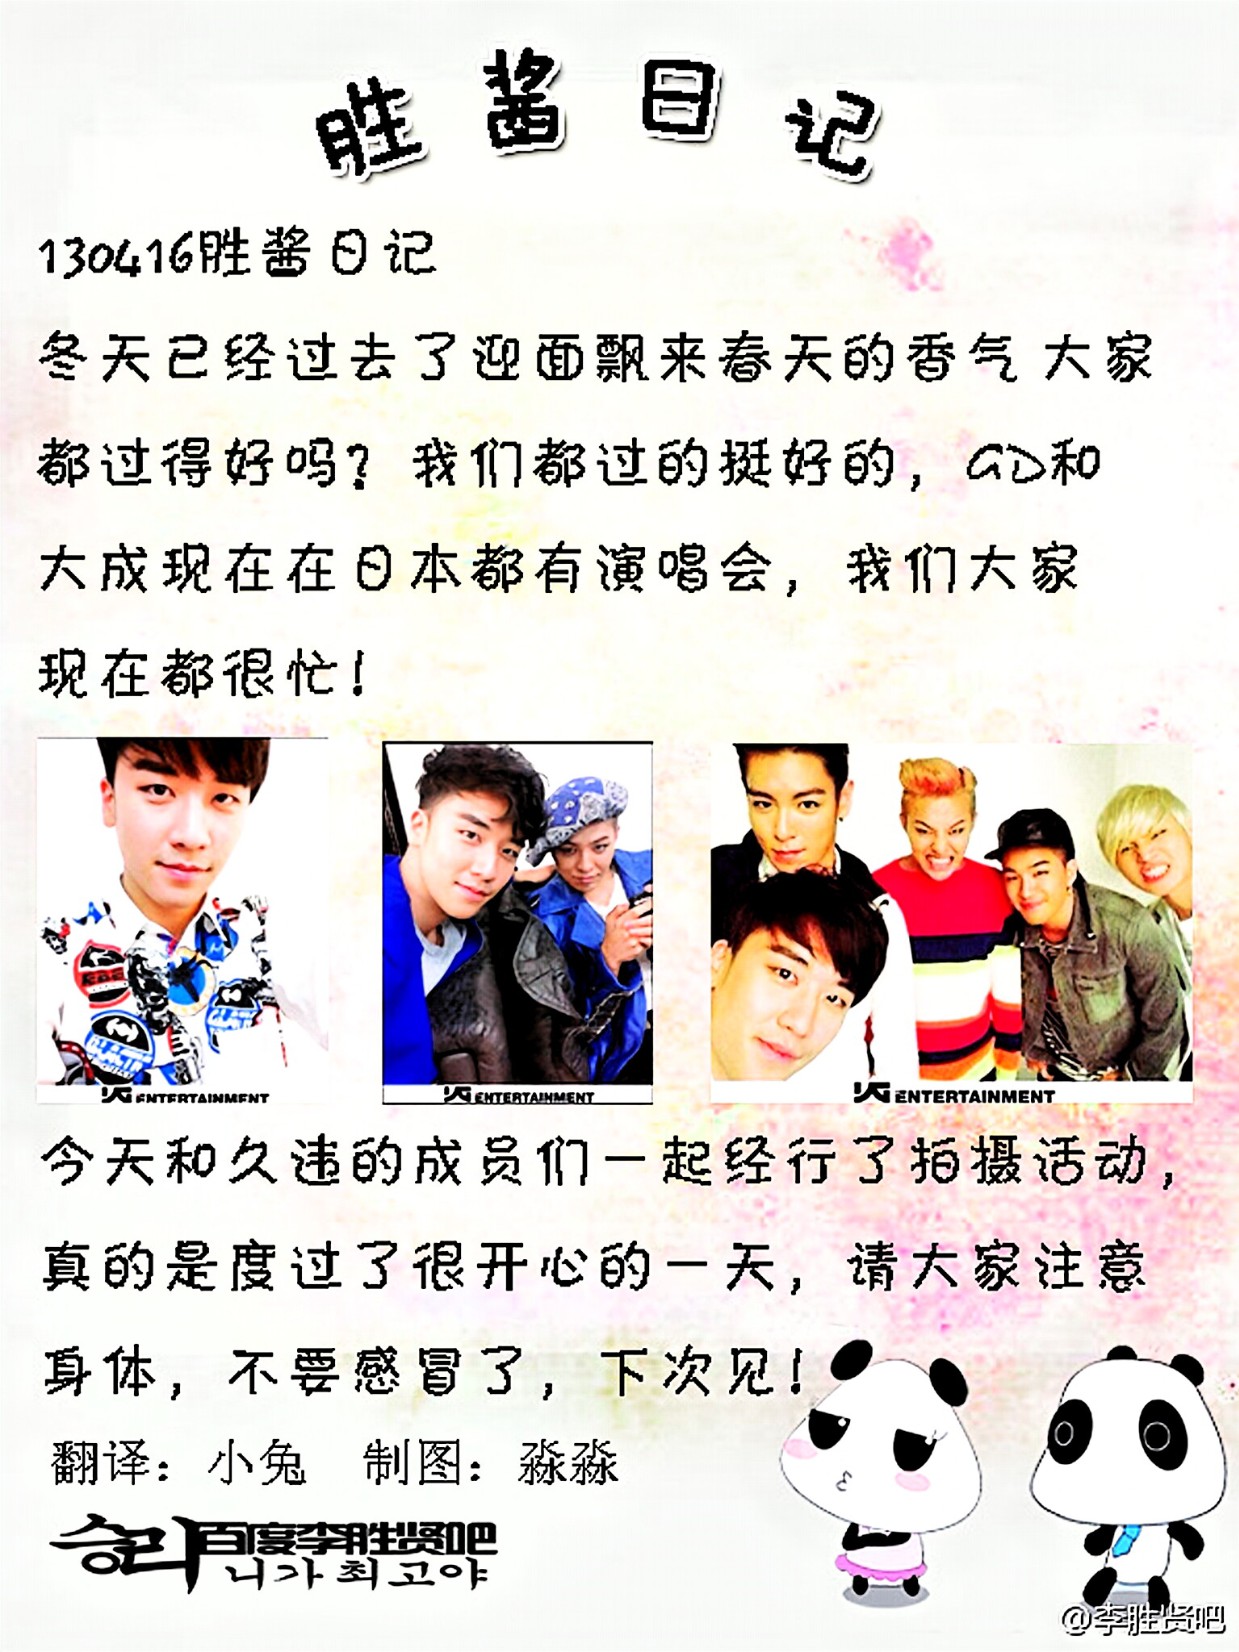 胜酱日记
130416胜酱日记
冬天已经过去了迎面飘来春天的香气 大家
都过得好吗？我们都过的挺好的，GD和
大成现在在日本都有演唱会，我们大家
现在都很忙！
YG ENTERTAINMENT
YG ENTERTAINMENT
YG ENTERTAINMENT
今天和久违的成员们一起经行了拍摄活动，
真的是度过了很开心的一天，请大家注意
身体，不要感冒了，下次见！
翻译：小兔 制图：淼淼
승리 百度李胜贤吧
니가 최고야
@李胜贤吧